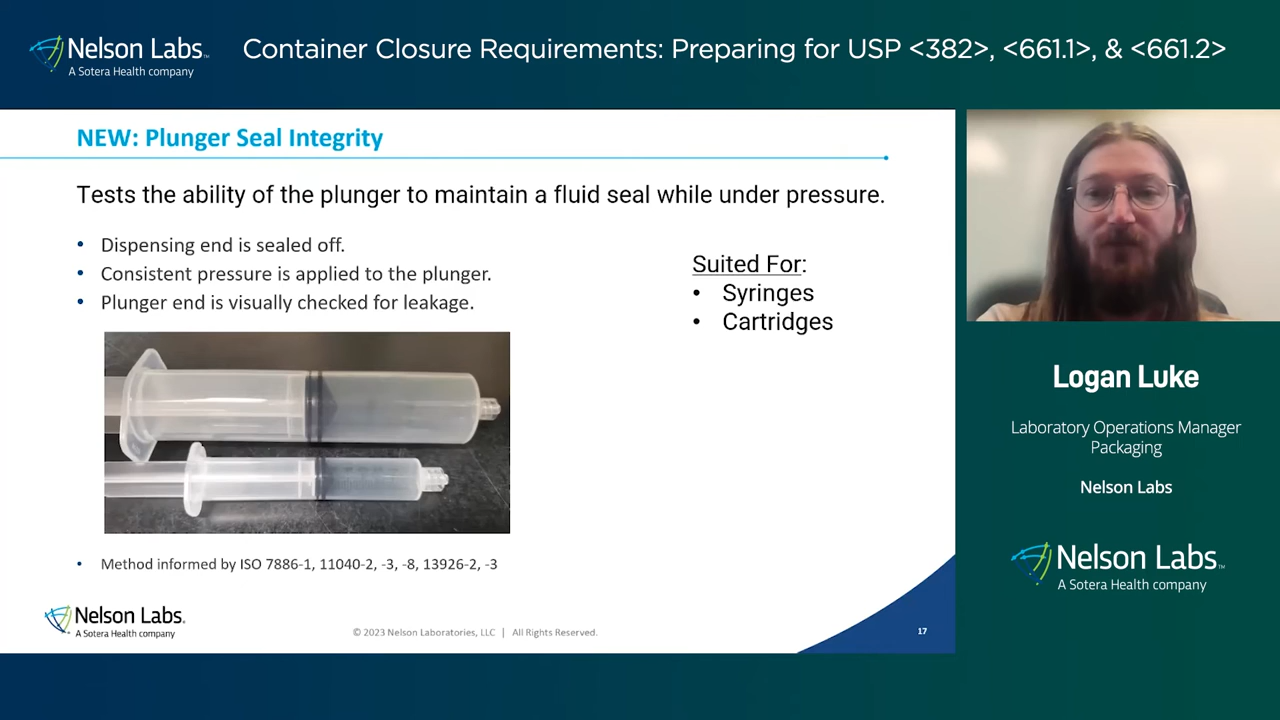 Nelson Labs™
A Sotera Health company
Container Closure Requirements: Preparing for USP <382>, <661.1>, & <661.2>
NEW: Plunger Seal Integrity
Tests the ability of the plunger to maintain a fluid seal while under pressure.
• Dispensing end is sealed off.
• Consistent pressure is applied to the plunger.
• Plunger end is visually checked for leakage.
Suited For:
• Syringes
• Cartridges
• Method informed by ISO 7886-1, 11040-2, -3, -8, 13926-2, -3
Nelson Labs.
A Sotera Health company
© 2023 Nelson Laboratories, LLC | All Rights Reserved.
17
Logan Luke
Laboratory Operations Manager
Packaging
Nelson Labs
Nelson Labs™
A Sotera Health company